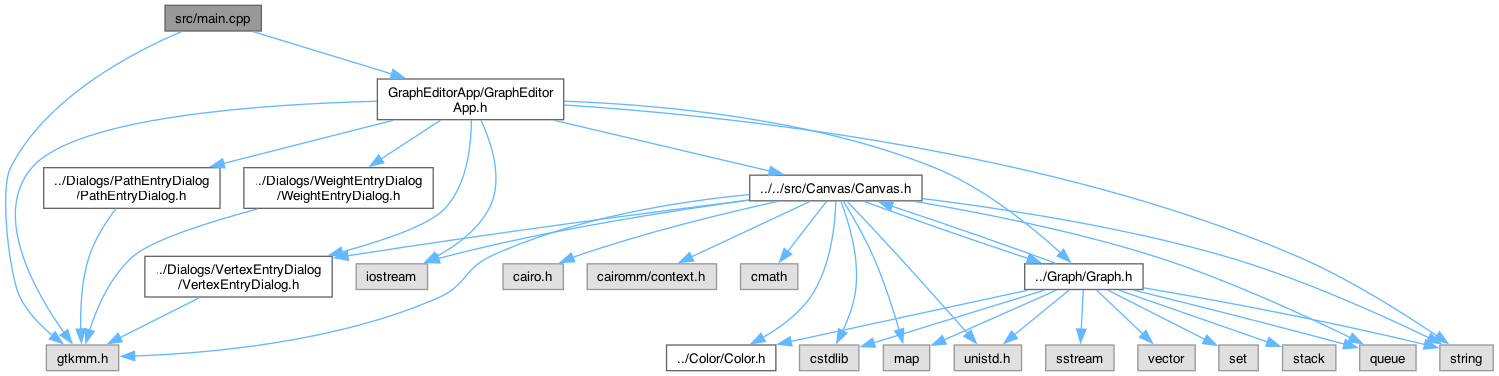 src/main.cpp
GraphEditorApp/GraphEditor
App.h
../Dialogs/PathEntryDialog
/PathEntryDialog.h
../Dialogs/WeightEntryDialog
/WeightEntryDialog.h
../../src/Canvas/Canvas.h
../Dialogs/VertexEntryDialog
/VertexEntryDialog.h
iostream
cairo.h
cairomm/context.h
cmath
../Graph/Graph.h
gtkmm.h
../Color/Color.h
cstdlib
map
unistd.h
sstream
vector
set
stack
queue
string